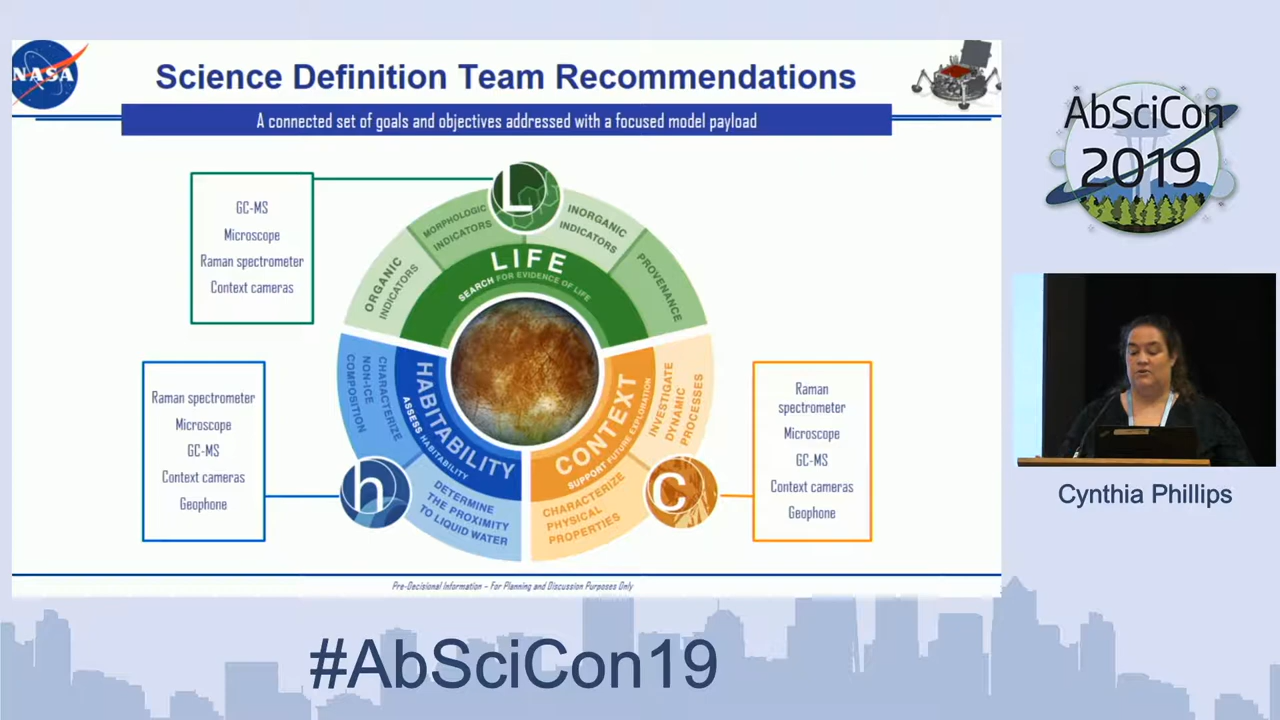 NASA
Science Definition Team Recommendations
A connected set of goals and objectives addressed with a focused model payload
GC-MS
Microscope
Raman spectrometer
Context cameras
L
LIFE
SEARCH FOR EVIDENCE OF LIFE
ORGANIC
INDICATORS
MORPHOLOGIC
INDICATORS
INORGANIC
INDICATORS
PROVENANCE
Raman spectrometer
Microscope
GC-MS
Context cameras
Geophone
h
HABITABILITY
ASSESS HABITABILITY
CHARACTERIZE
NON-ICE
COMPOSITION
DETERMINE
THE PROXIMITY
TO LIQUID WATER
C
CONTEXT
SUPPORT FUTURE EXPLORATION
INVESTIGATE
DYNAMIC
PROCESSES
CHARACTERIZE
PHYSICAL
PROPERTIES
Raman
spectrometer
Microscope
GC-MS
Context cameras
Geophone
Pre-Decisional Information – For Planning and Discussion Purposes Only
AbSciCon
2019
Cynthia Phillips
#AbSciCon19